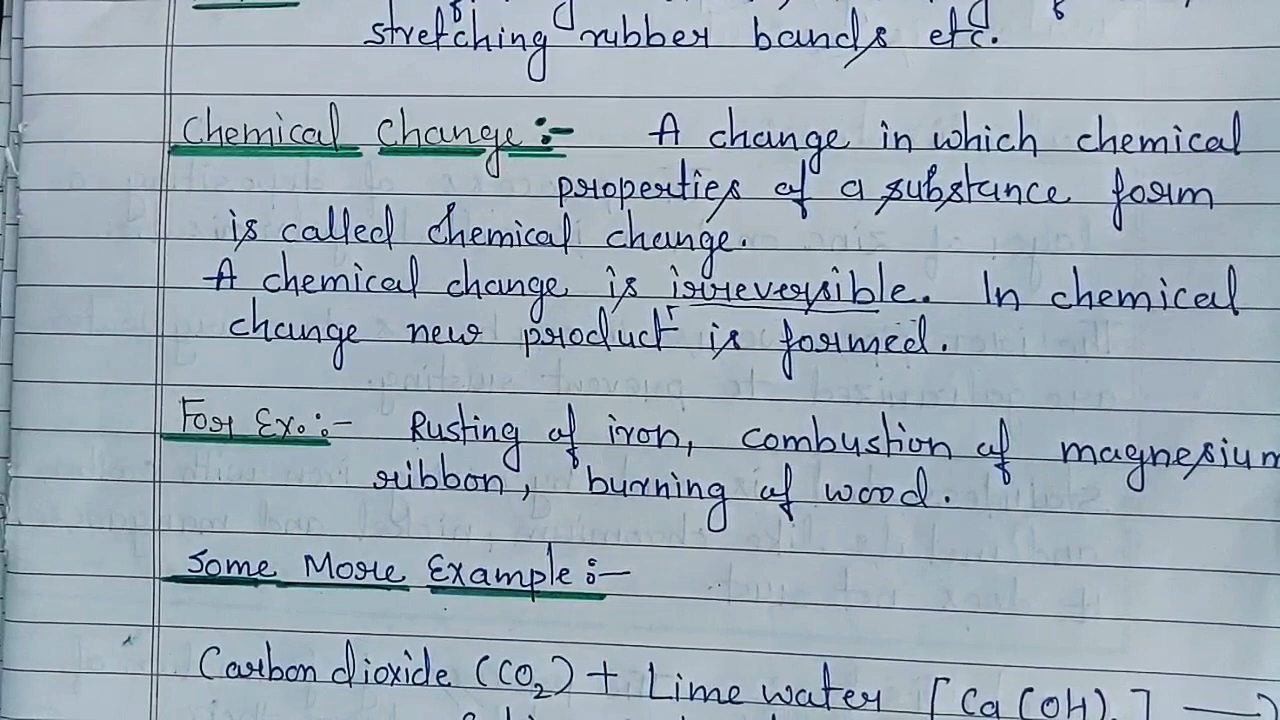 stretching rubber bands etc.
Chemical Change :- A change in which chemical
properties of a substance form
is called chemical change.
A chemical change is irreversible. In chemical
change new product is formed.
For Ex. :- Rusting of iron, combustion of magnesium
ribbon, burning of wood.
Some More Example :-
Carbon dioxide (CO₂) + Lime water [Ca(OH)₂] →